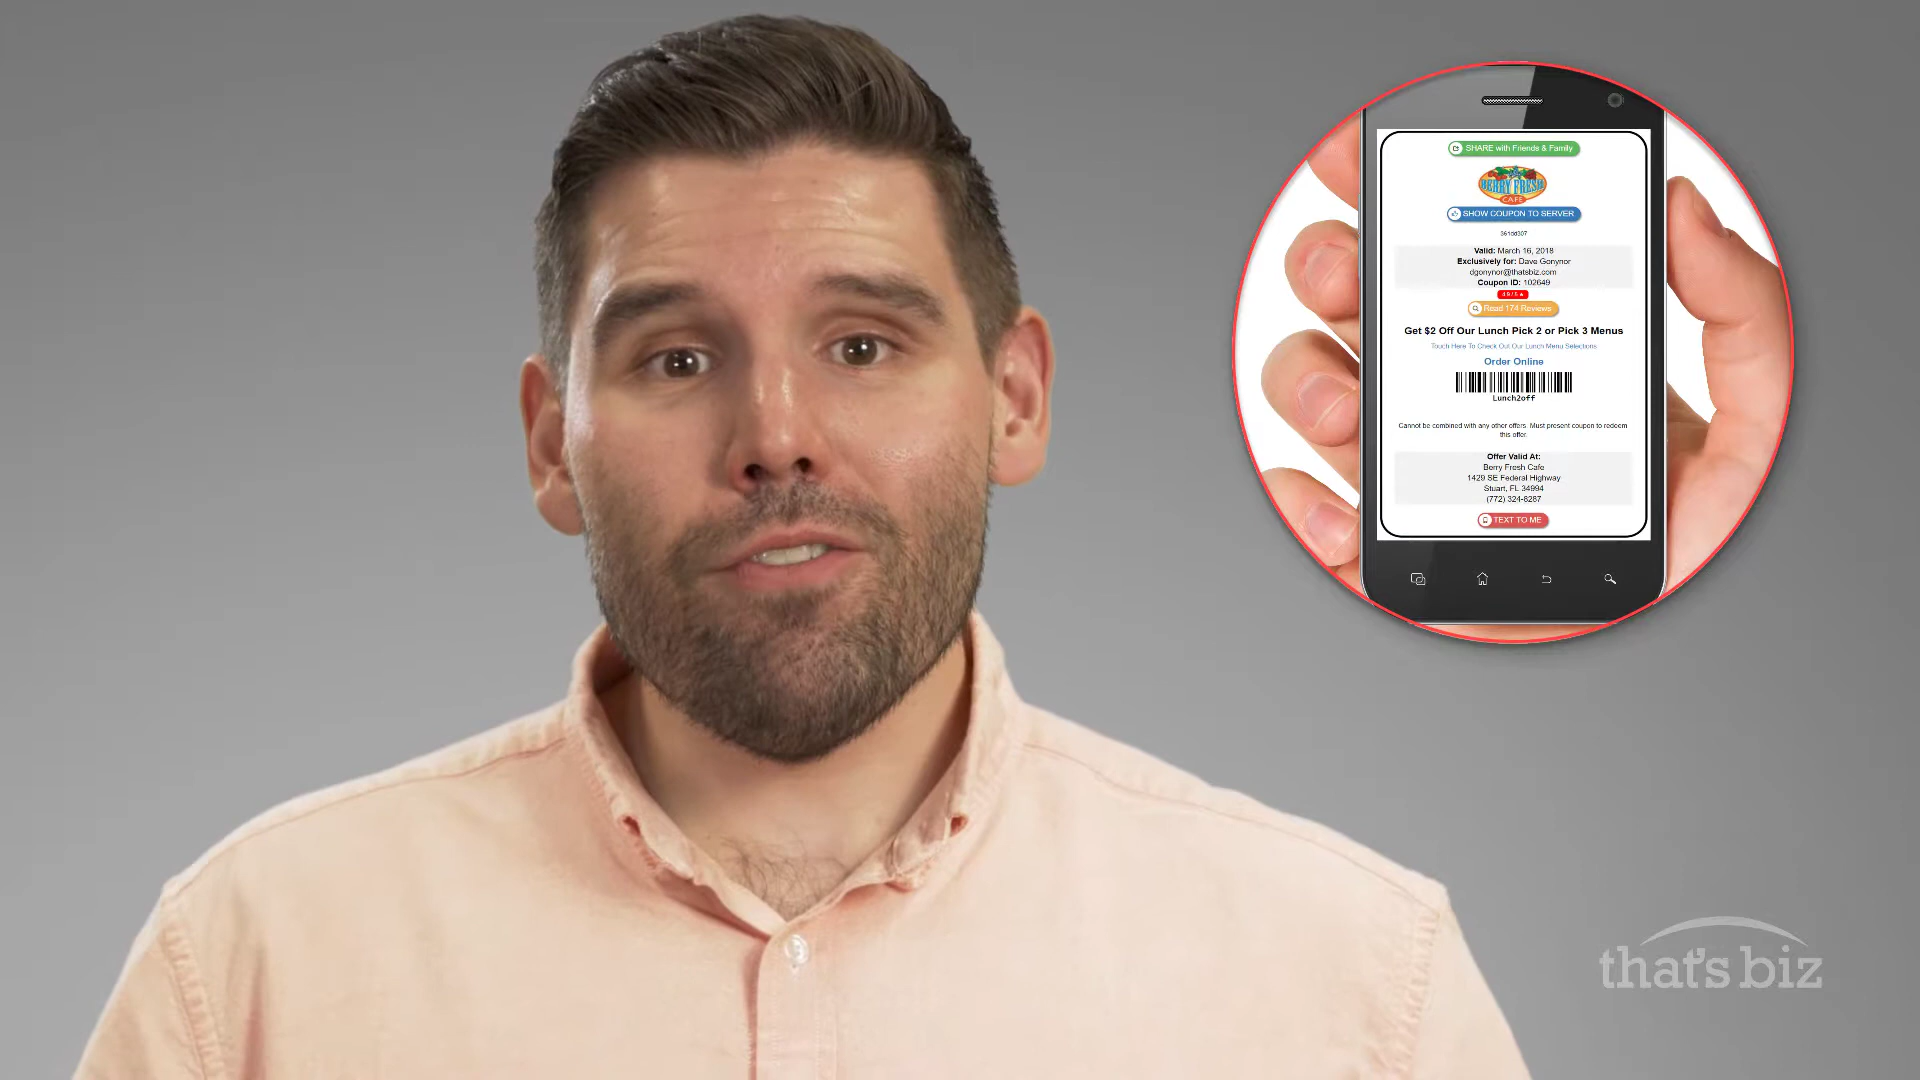 SHARE with Friends & Family
BERRY FRESH
CAFE
SHOW COUPON TO SERVER
361dd307
Valid: March 16, 2018
Exclusively for: Dave Gonynor
dgonynor@thatsbiz.com
Coupon ID: 102649
4.9 / 5 ★
Read 174 Reviews
Get $2 Off Our Lunch Pick 2 or Pick 3 Menus
Touch Here To Check Out Our Lunch Menu Selections
Order Online
Lunch2off
Cannot be combined with any other offers. Must present coupon to redeem
this offer.
Offer Valid At:
Berry Fresh Cafe
1429 SE Federal Highway
Stuart, FL 34994
(772) 324-8287
TEXT TO ME
that's biz